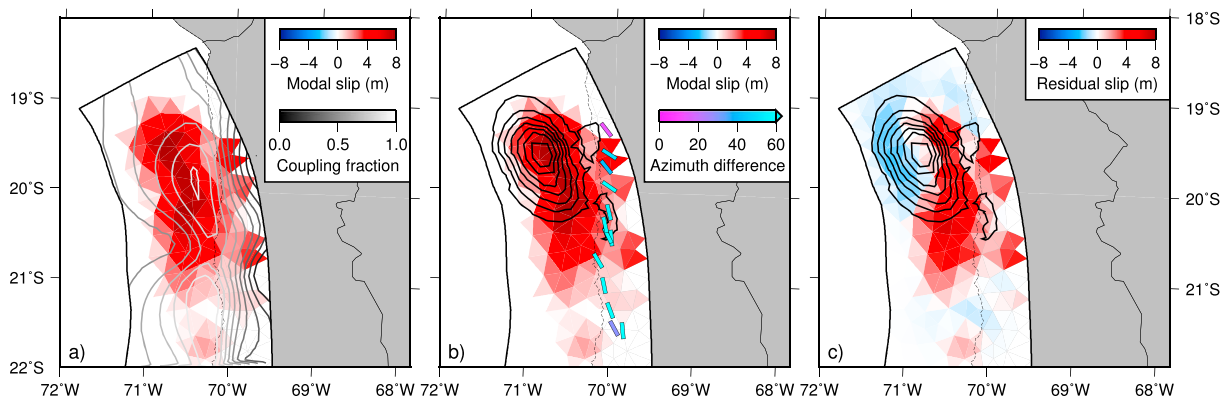 18˚S
−8 −4 0 4 8
Modal slip (m)
0.0 0.5 1.0
Coupling fraction
−8 −4 0 4 8
Modal slip (m)
0 20 40 60
Azimuth difference
−8 −4 0 4 8
Residual slip (m)
19˚S
19˚S
20˚S
20˚S
21˚S
21˚S
22˚S
a)
b)
c)
72˚W 71˚W 70˚W 69˚W 68˚W
72˚W 71˚W 70˚W 69˚W 68˚W
72˚W 71˚W 70˚W 69˚W 68˚W